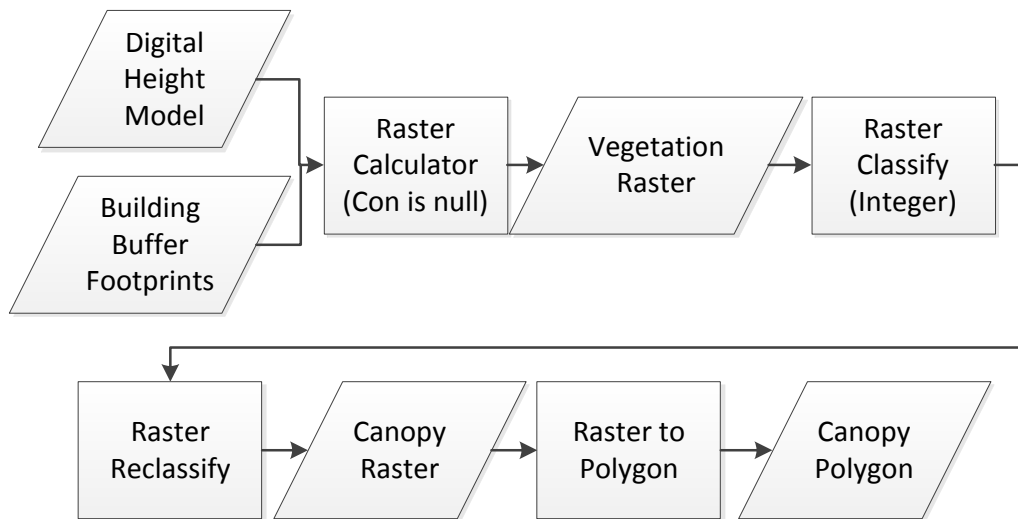 Digital
Height
Model
Building
Buffer
Footprints
Raster
Calculator
(Con is null)
Vegetation
Raster
Raster
Classify
(Integer)
Raster
Reclassify
Canopy
Raster
Raster to
Polygon
Canopy
Polygon